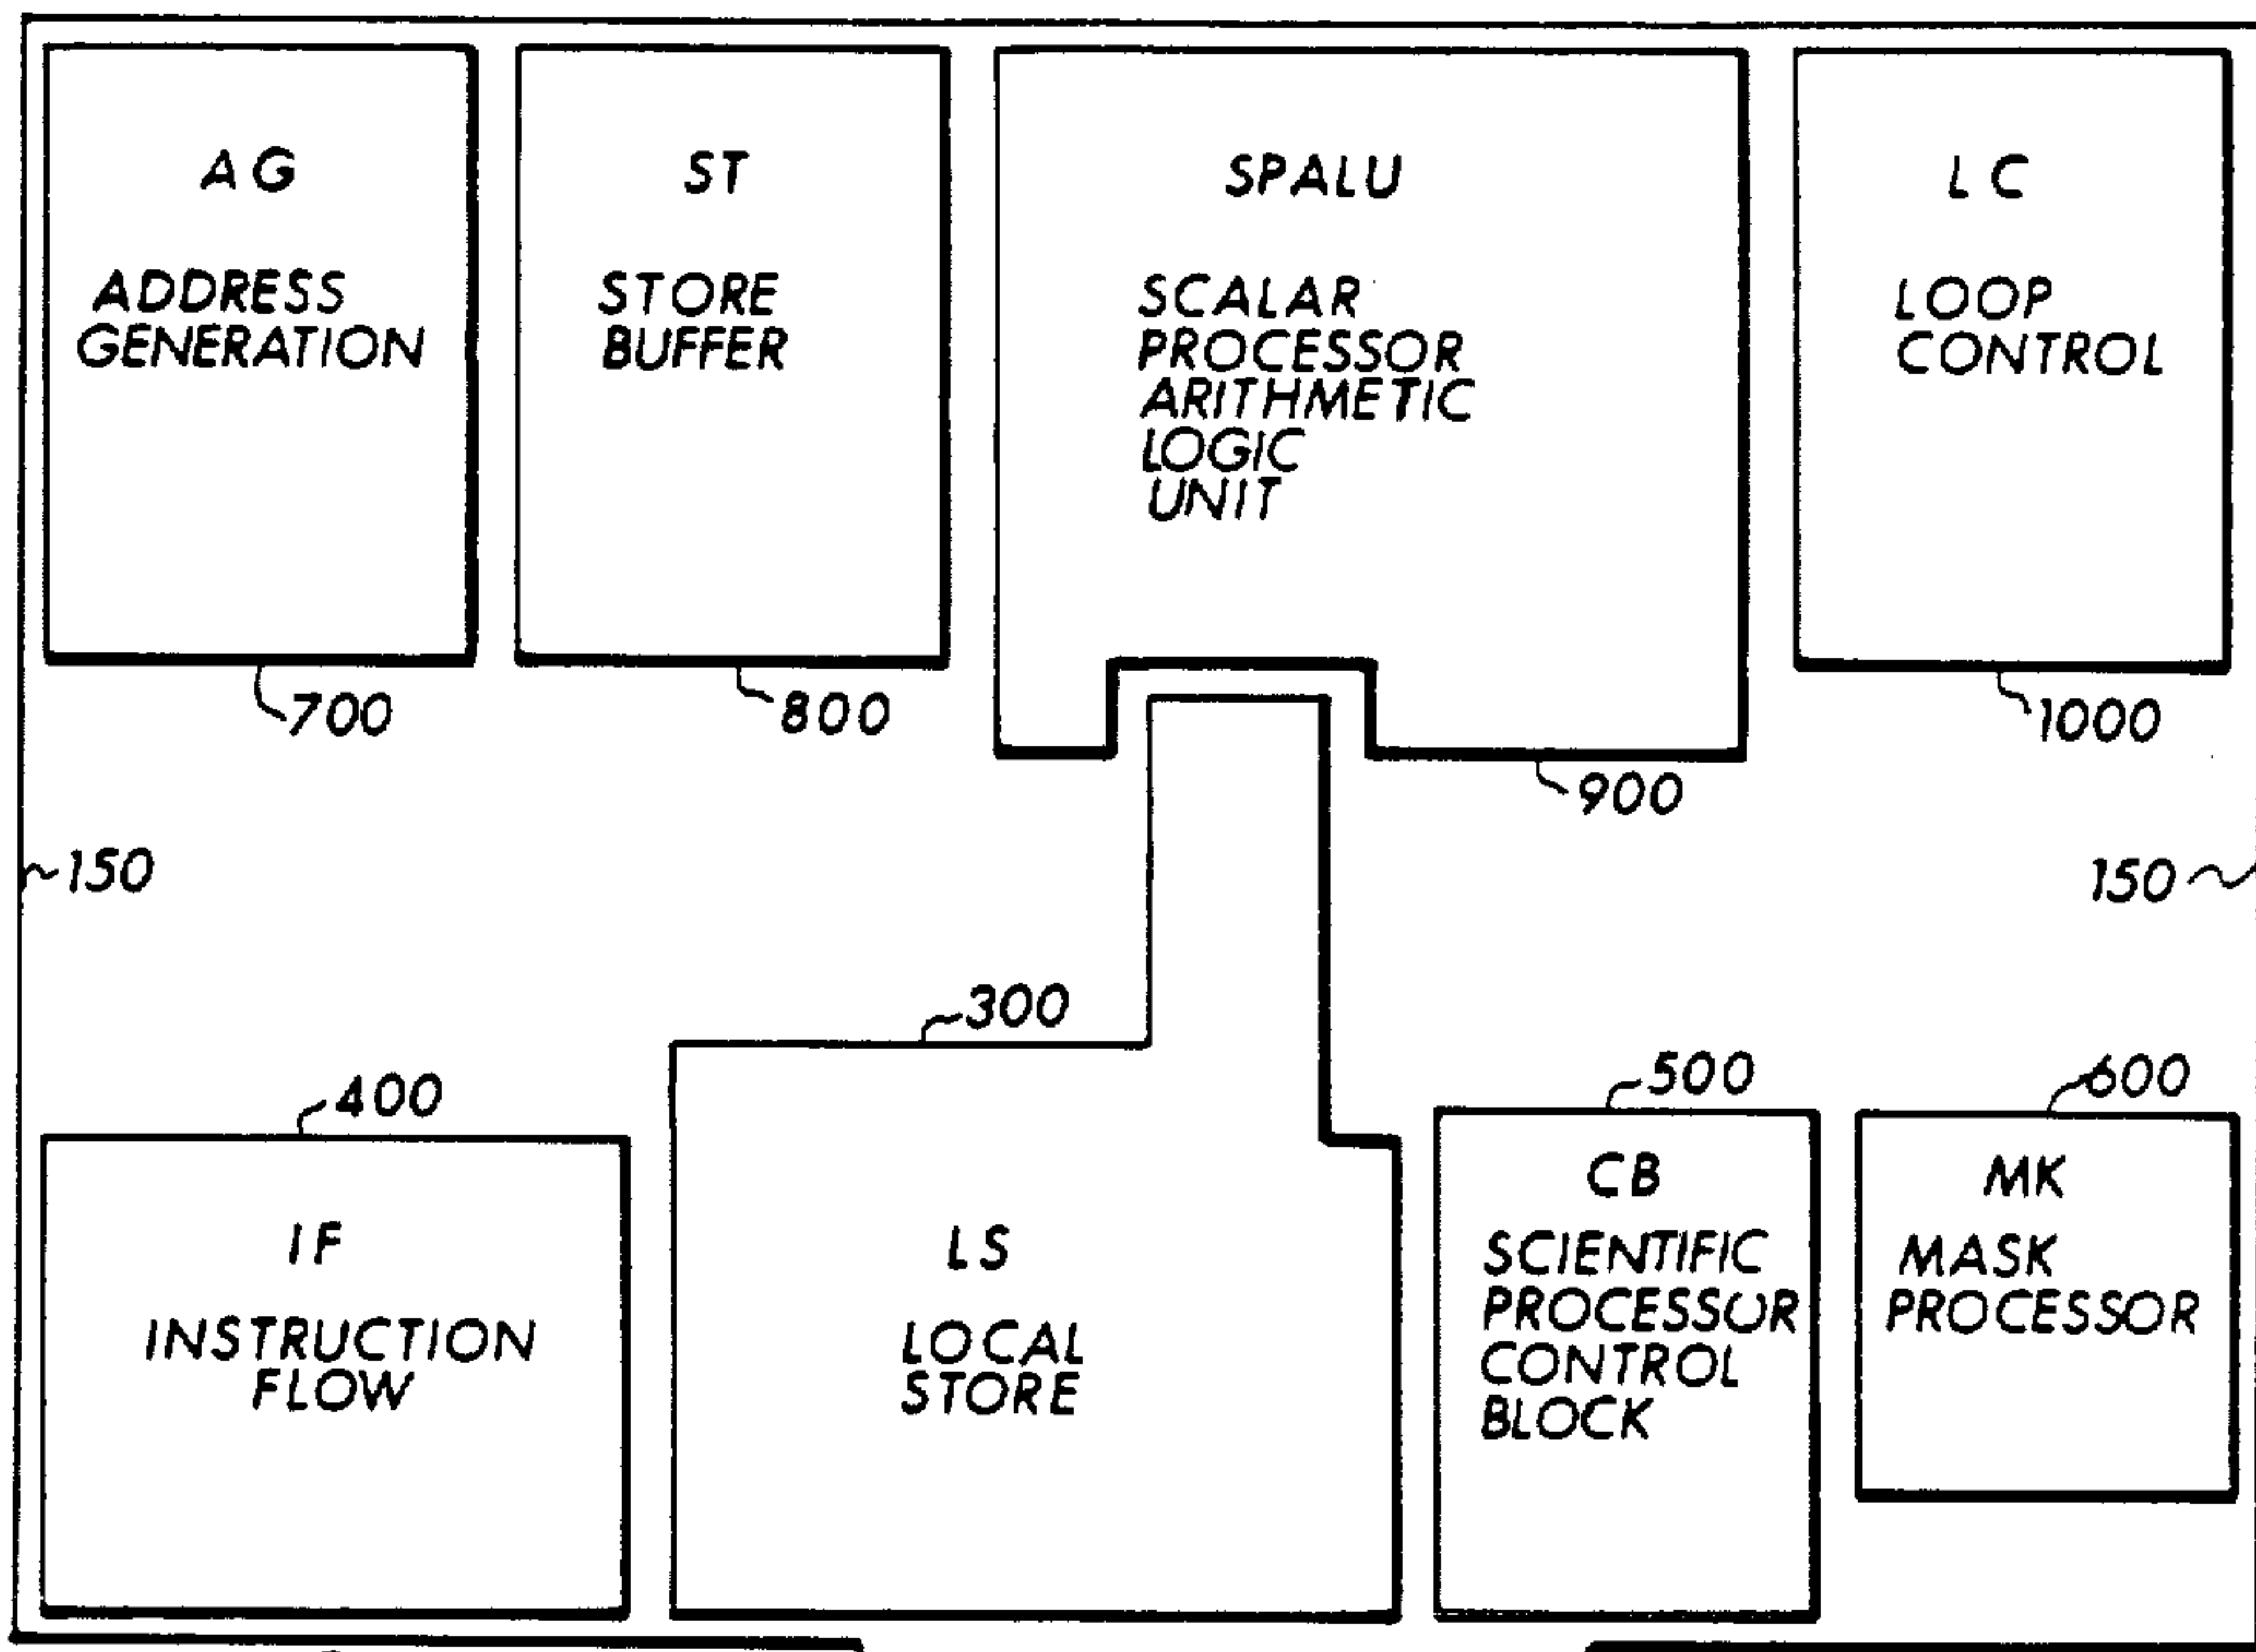 AG
ADDRESS
GENERATION
700
ST
STORE
BUFFER
800
SPALU
SCALAR
PROCESSOR
ARITHMETIC
LOGIC
UNIT
900
LC
LOOP
CONTROL
1000
150
150
400
IF
INSTRUCTION
FLOW
300
LS
LOCAL
STORE
500
CB
SCIENTIFIC
PROCESSOR
CONTROL
BLOCK
600
MK
MASK
PROCESSOR